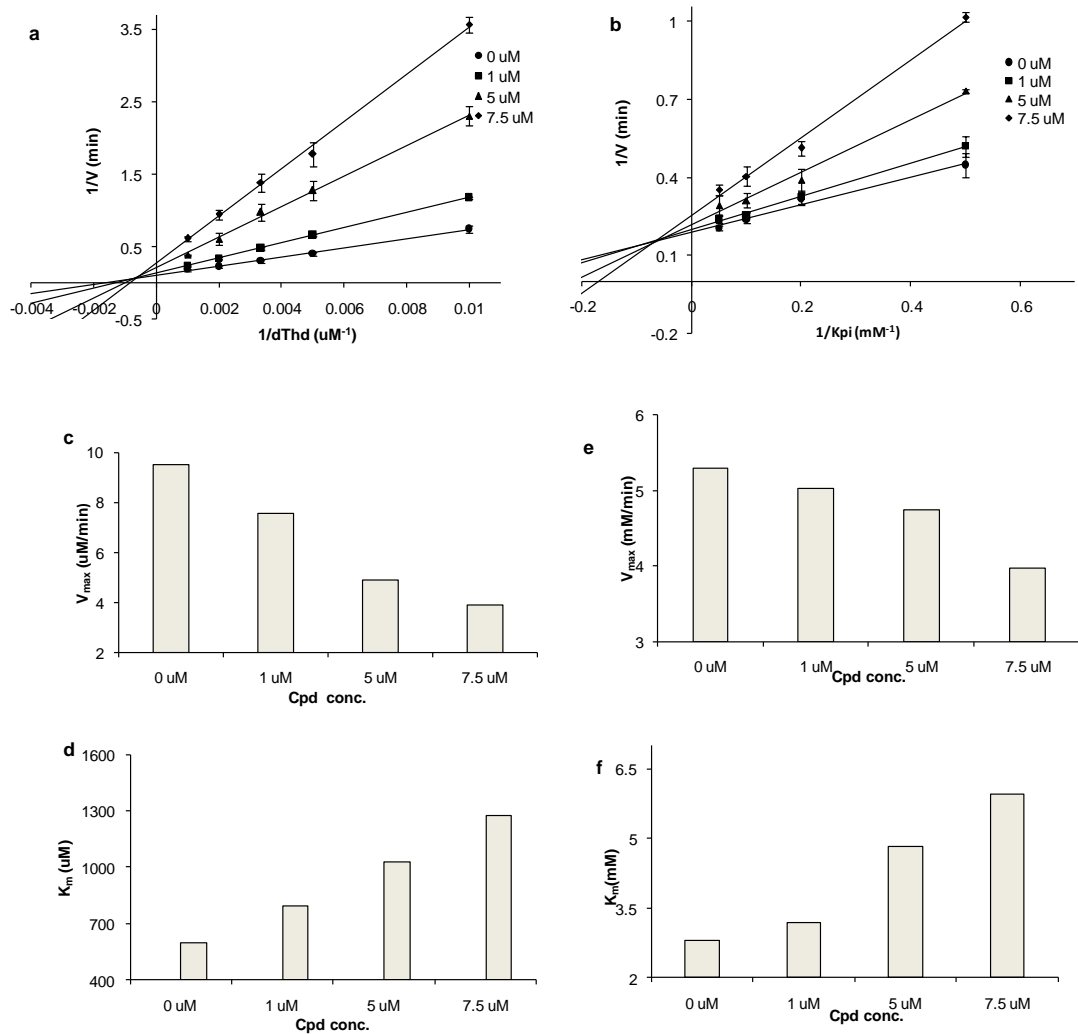 a
3.5
2.5
1.5
0.5
-0.5
1/V (min)
-0.004
-0.002
0
0.002
0.004
0.006
0.008
0.01
1/dThd (uM-1)
0 uM
1 uM
5 uM
7.5 uM
b
1
0.7
0.4
0.1
-0.2
1/V (min)
-0.2
0
0.2
0.4
0.6
1/Kpi (mM-1)
0 uM
1 uM
5 uM
7.5 uM
c
10
8
6
4
2
Vmax (uM/min)
0 uM
1 uM
5 uM
7.5 uM
Cpd conc.
e
6
5
4
3
Vmax (mM/min)
0 uM
1 uM
5 uM
7.5 uM
Cpd conc.
d
1600
1300
1000
700
400
Km (uM)
0 uM
1 uM
5 uM
7.5 uM
Cpd conc.
f
6.5
5
3.5
2
Km(mM)
0 uM
1 uM
5 uM
7.5 uM
Cpd conc.